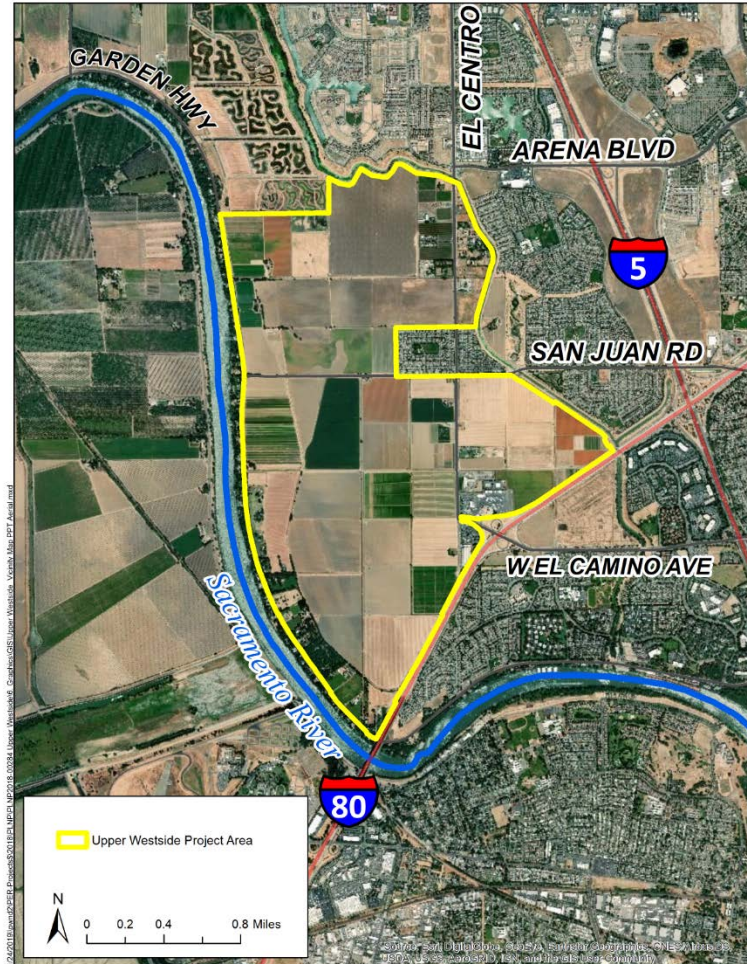 GARDEN HWY
EL CENTRO
ARENA BLVD
5
SAN JUAN RD
W EL CAMINO AVE
Sacramento River
80
Upper Westside Project Area
N
0 0.8 Miles
0.2
0.4